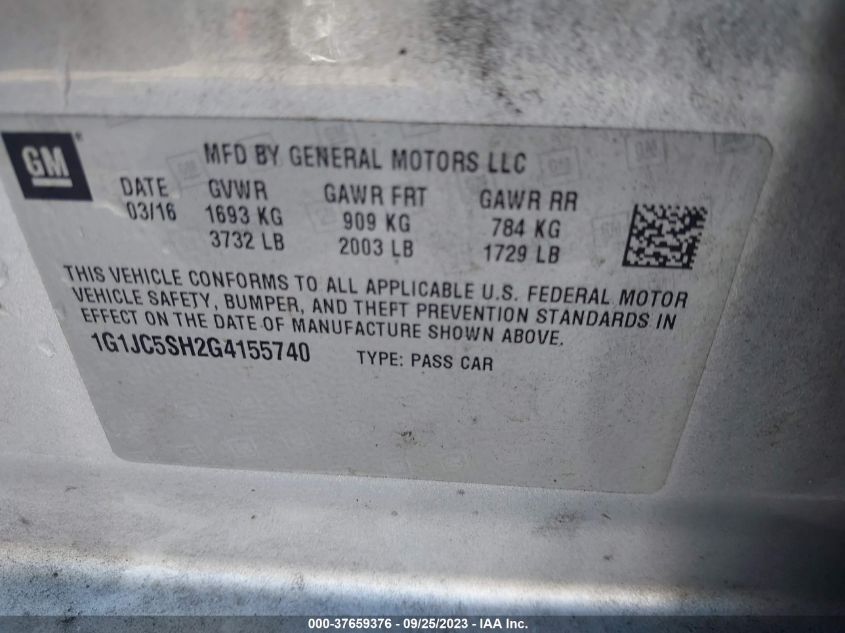 GM
MFD BY GENERAL MOTORS LLC
DATE GVWR GAWR FRT GAWR RR
03/16 1693 KG 909 KG 784 KG
3732 LB 2003 LB 1729 LB
THIS VEHICLE CONFORMS TO ALL APPLICABLE U.S. FEDERAL MOTOR
VEHICLE SAFETY, BUMPER, AND THEFT PREVENTION STANDARDS IN
EFFECT ON THE DATE OF MANUFACTURE SHOWN ABOVE.
1G1JC5SH2G4155740 TYPE: PASS CAR
000-37659376 - 09/25/2023 - IAA Inc.